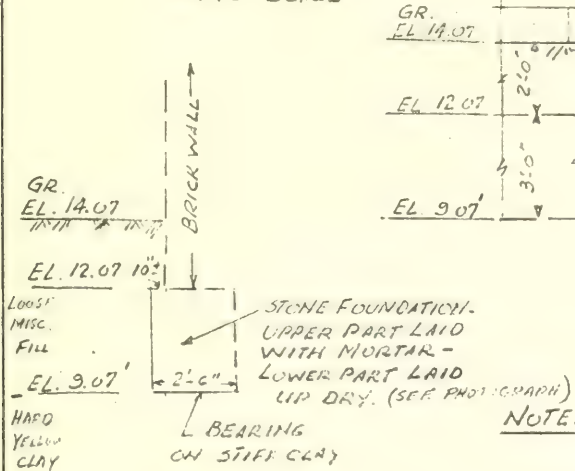 GR.
EL 14.07
2'-0"
EL 12.07
3'-0"
EL 9.07'
BRICK WALL
GR.
EL. 14.07
EL. 12.07 10"±
LOOSE
MISC.
FILL
EL. 9.07'
2'-6"
HARD
YELLOW
CLAY
STONE FOUNDATION-
UPPER PART LAID
WITH MORTAR-
LOWER PART LAID
UP DRY. (SEE PHOTOGRAPH)
BEARING
ON STIFF CLAY
NOTE: